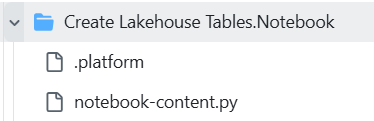 Create Lakehouse Tables.Notebook
.platform
notebook-content.py